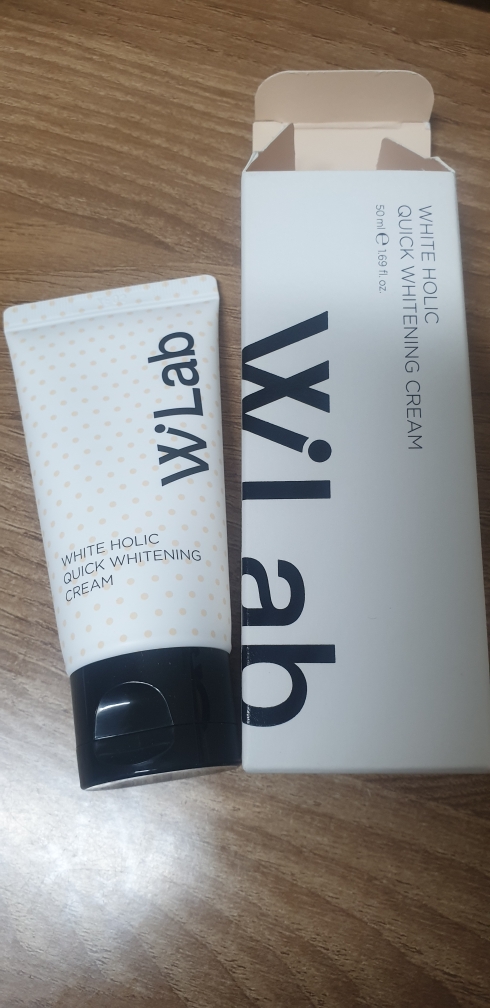 W.Lab
WHITE HOLIC
QUICK WHITENING
CREAM
WHITE HOLIC
QUICK WHITENING CREAM
50 ml ℮ 1.69 fl. oz.
W.Lab